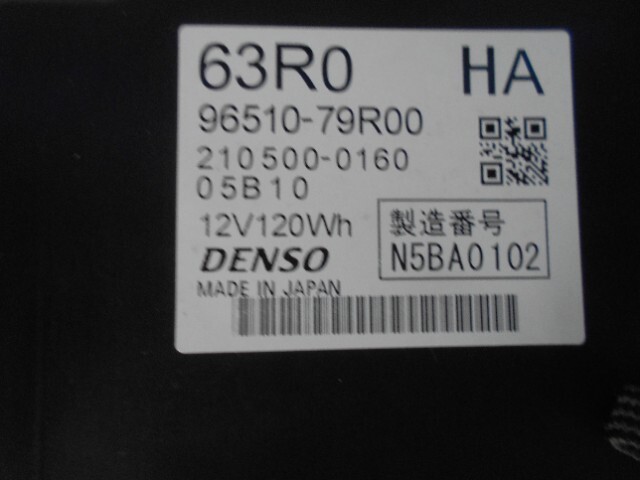 63R0 HA
96510-79R00
210500-0160
05B10
12V120Wh
製造番号
DENSO
N5BA0102
MADE IN JAPAN